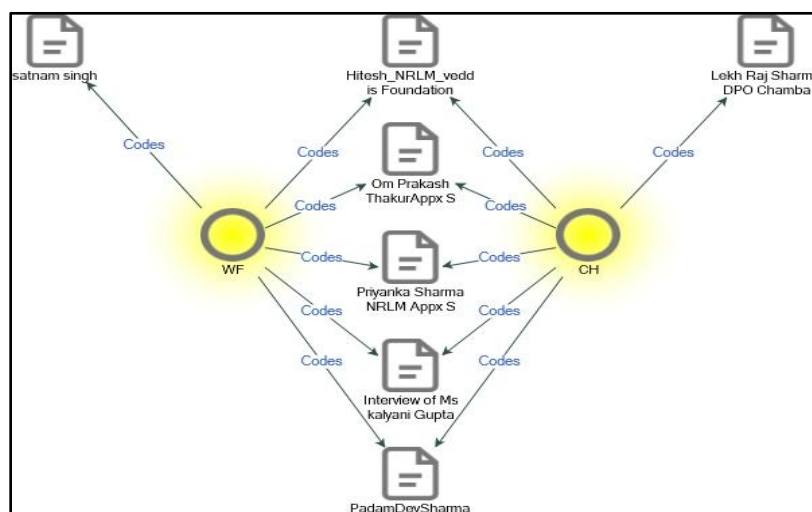 satnam singh
Hitesh_NRLM_vedd
is Foundation
Lekh Raj Sharm
DPO Chamba
Codes
Codes
Codes
Codes
Om Prakash
ThakurAppx S
Codes
Codes
WF
CH
Codes
Codes
Priyanka Sharma
NRLM Appx S
Codes
Codes
Codes
Codes
Interview of Ms
kalyani Gupta
PadamDevSharma